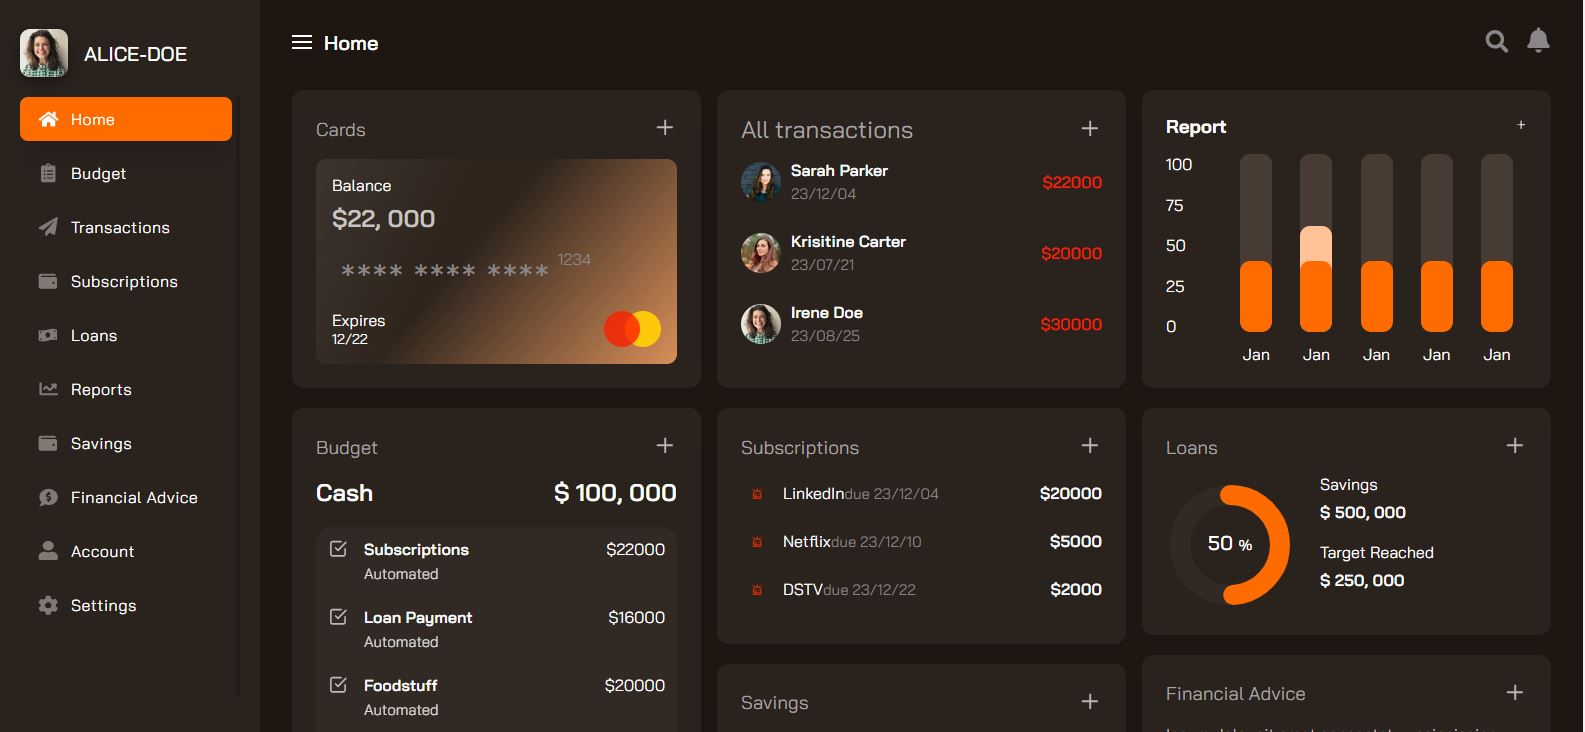 ALICE-DOE
Home
Budget
Transactions
Subscriptions
Loans
Reports
Savings
Financial Advice
Account
Settings
Home
Cards
Balance
$22, 000
**** **** **** 1234
Expires
12/22
All transactions
Sarah Parker
23/12/04
$22000
Krisitine Carter
23/07/21
$20000
Irene Doe
23/08/25
$30000
Report
100
75
50
25
0
Jan Jan Jan Jan Jan
Budget
Cash $ 100, 000
Subscriptions $22000
Automated
Loan Payment $16000
Automated
Foodstuff $20000
Automated
Subscriptions
LinkedIndue 23/12/04 $20000
Netflixdue 23/12/10 $5000
DSTVdue 23/12/22 $2000
Savings
Loans
50 %
Savings
$ 500, 000
Target Reached
$ 250, 000
Financial Advice